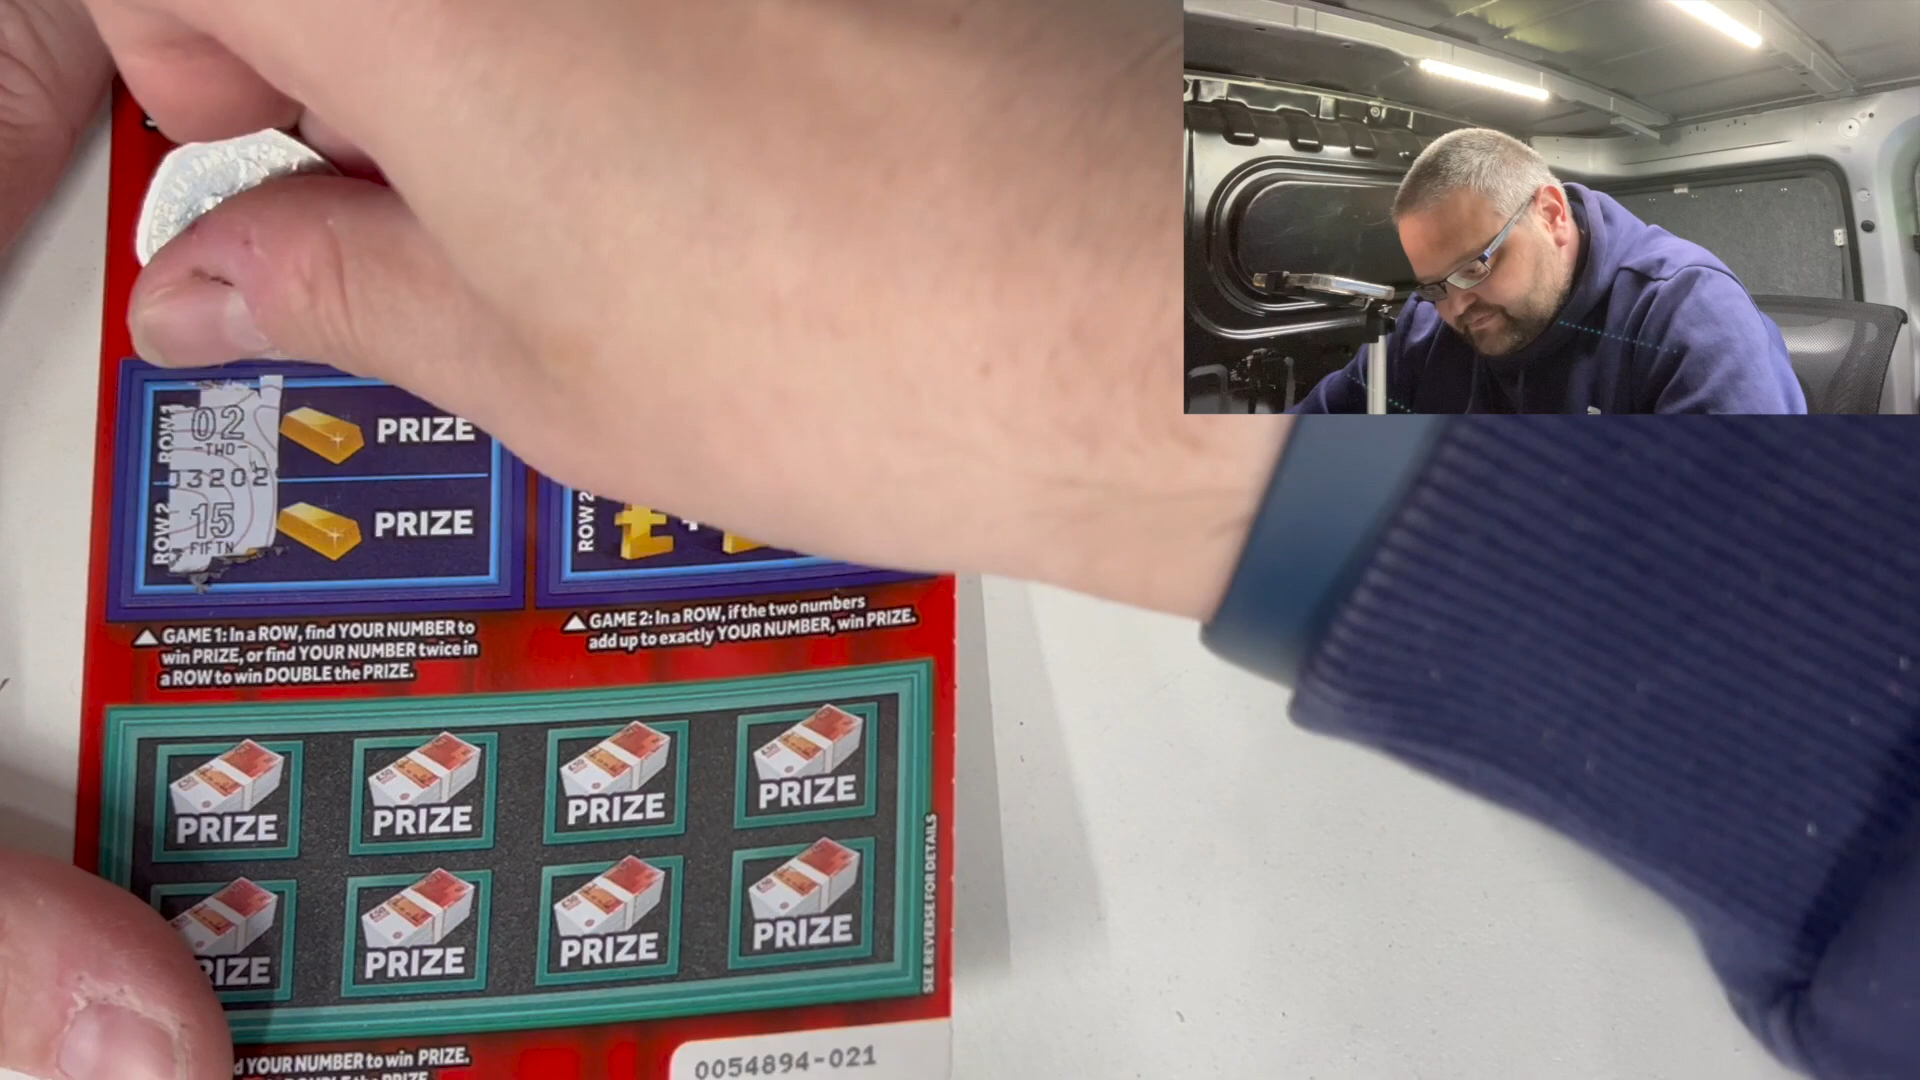 ROW 1
02
-TWO-
PRIZE
03202
ROW 2
15
FIFTN
PRIZE
ROW 2
£
GAME 1: In a ROW, find YOUR NUMBER to
win PRIZE, or find YOUR NUMBER twice in
a ROW to win DOUBLE the PRIZE.
GAME 2: In a ROW, if the two numbers
add up to exactly YOUR NUMBER, win PRIZE.
PRIZE
PRIZE
PRIZE
PRIZE
RIZE
PRIZE
PRIZE
PRIZE
SEE REVERSE FOR DETAILS
d YOUR NUMBER to win PRIZE.
0054894-021